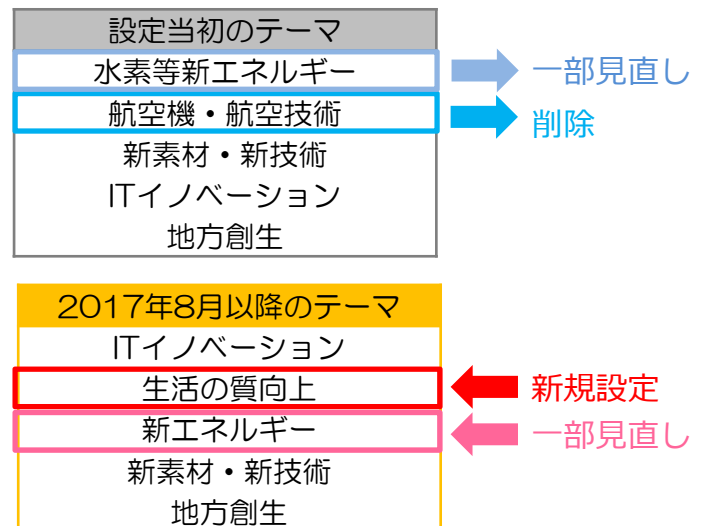 設定当初のテーマ
水素等新エネルギー
一部見直し
航空機・航空技術
削除
新素材・新技術
ITイノベーション
地方創生
2017年8月以降のテーマ
ITイノベーション
生活の質向上
新規設定
新エネルギー
一部見直し
新素材・新技術
地方創生